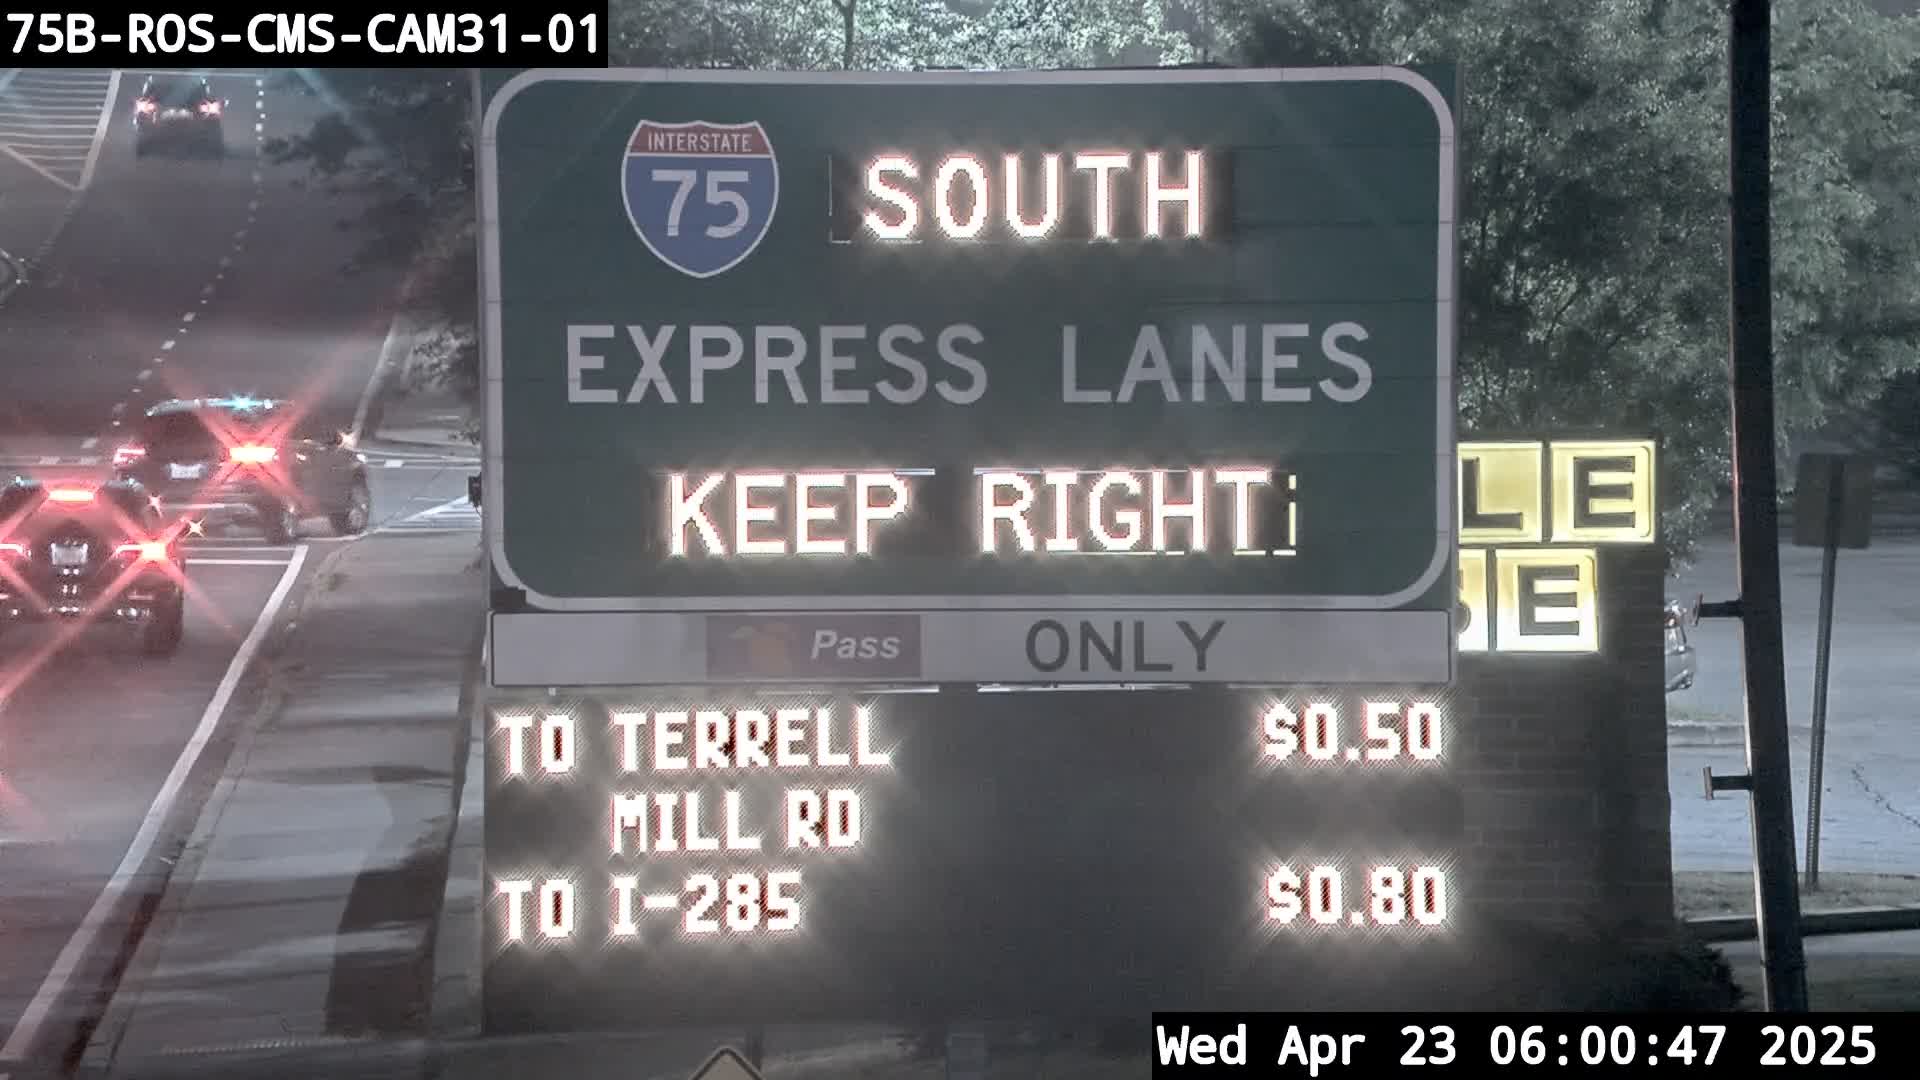 75B-ROS-CMS-CAM31-01
INTERSTATE
75
SOUTH
EXPRESS LANES
KEEP RIGHT
Pass ONLY
TO TERRELL $0.50
MILL RD
TO I-285 $0.80
LE
E
Wed Apr 23 06:00:47 2025